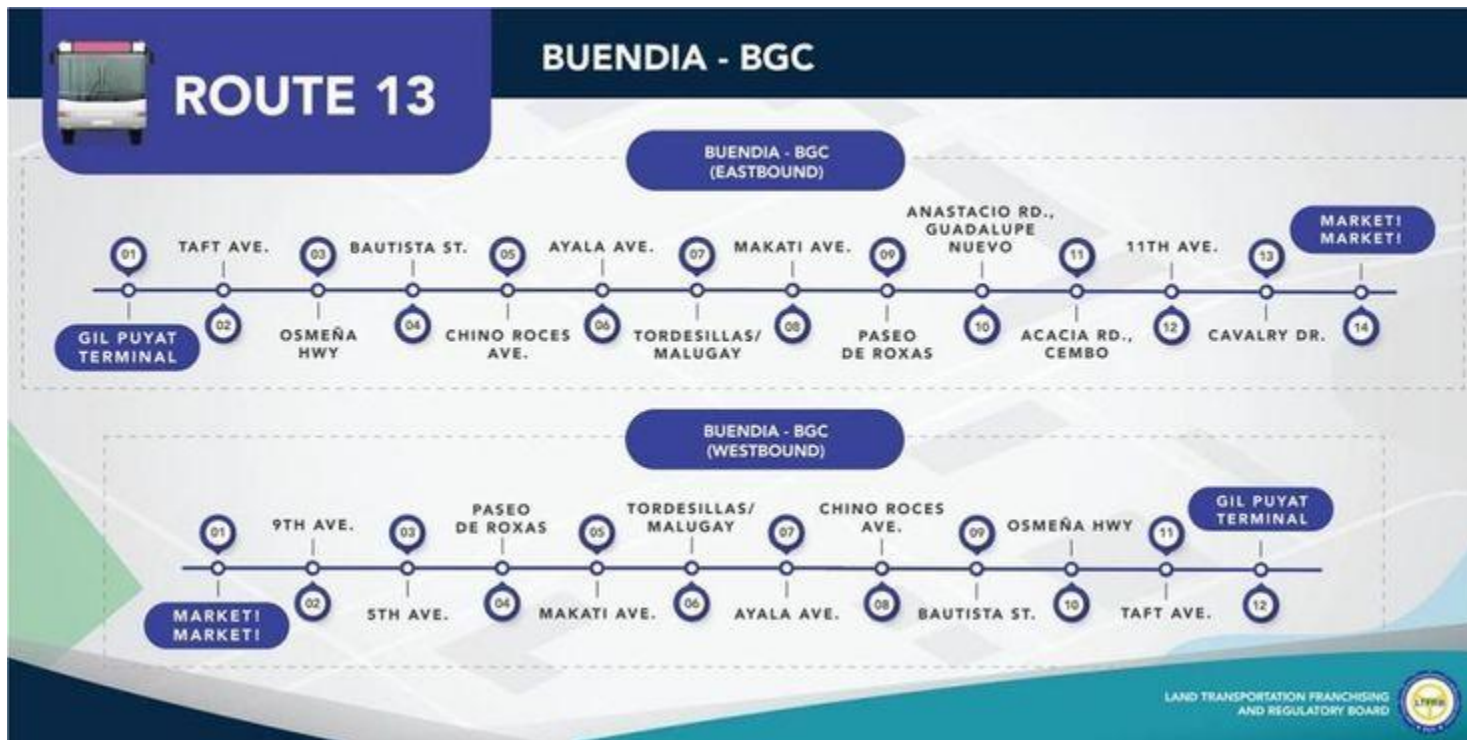 ROUTE 13
BUENDIA - BGC
BUENDIA - BGC
(EASTBOUND)
01
GIL PUYAT
TERMINAL
TAFT AVE.
02
03
OSMEÑA
HWY
BAUTISTA ST.
04
05
CHINO ROCES
AVE.
AYALA AVE.
06
07
TORDESILLAS/
MALUGAY
MAKATI AVE.
08
09
PASEO
DE ROXAS
ANASTACIO RD.,
GUADALUPE
NUEVO
10
11
ACACIA RD.,
CEMBO
11TH AVE.
12
13
CAVALRY DR.
MARKET!
MARKET!
14
BUENDIA - BGC
(WESTBOUND)
01
MARKET!
MARKET!
9TH AVE.
02
03
5TH AVE.
PASEO
DE ROXAS
04
05
MAKATI AVE.
TORDESILLAS/
MALUGAY
06
07
AYALA AVE.
CHINO ROCES
AVE.
08
09
BAUTISTA ST.
OSMEÑA HWY
10
11
TAFT AVE.
GIL PUYAT
TERMINAL
12
LAND TRANSPORTATION FRANCHISING
AND REGULATORY BOARD